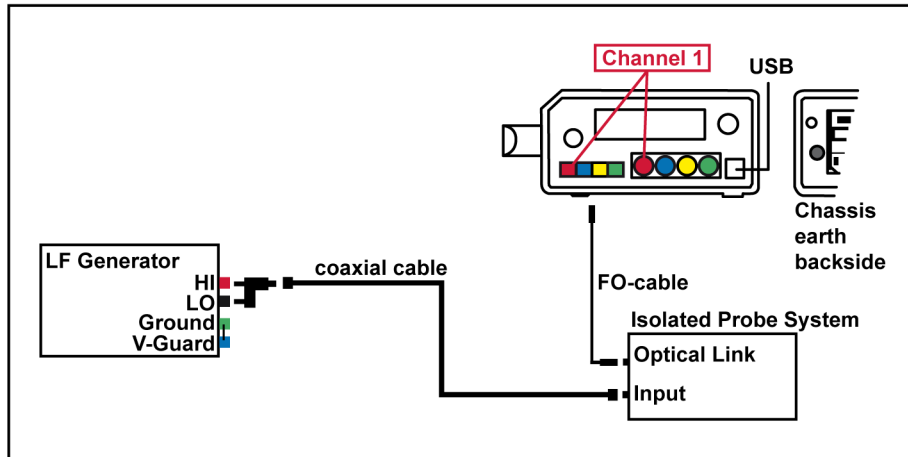 Channel 1
USB
Chassis
earth
backside
LF Generator
HI
LO
Ground
V-Guard
coaxial cable
FO-cable
Isolated Probe System
Optical Link
Input